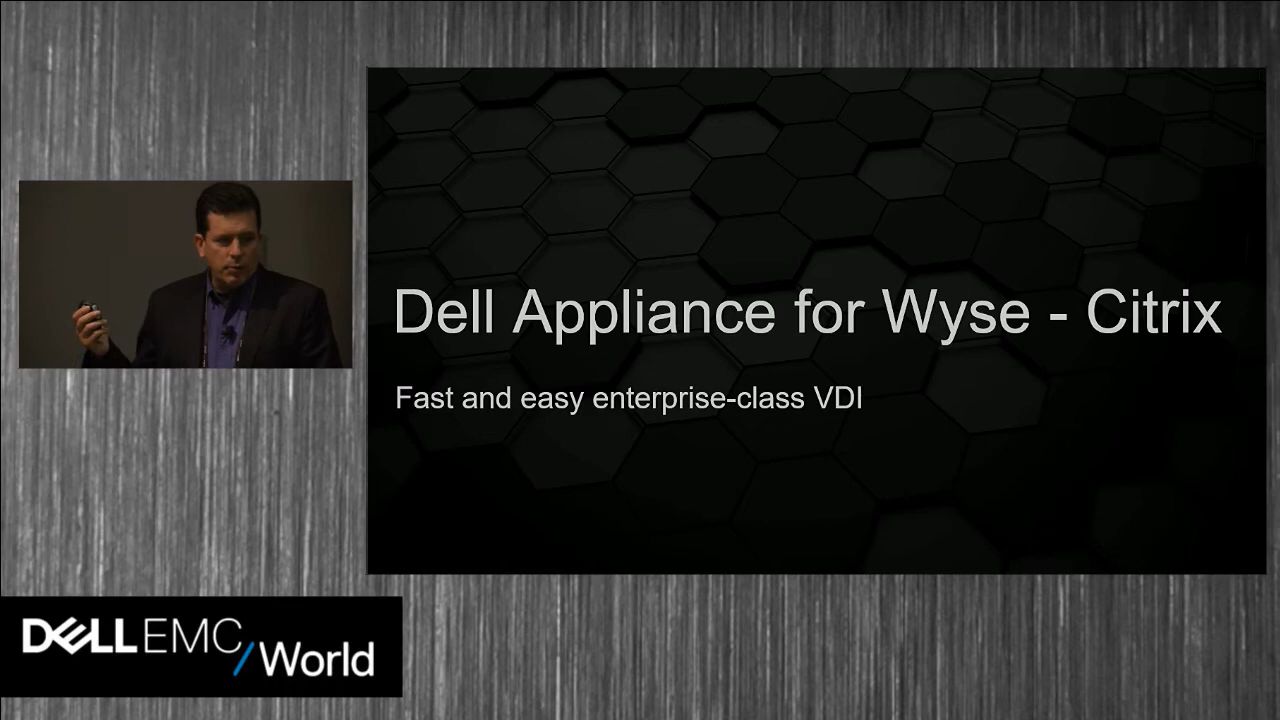 Dell Appliance for Wyse - Citrix
Fast and easy enterprise-class VDI
DELL EMC
/World